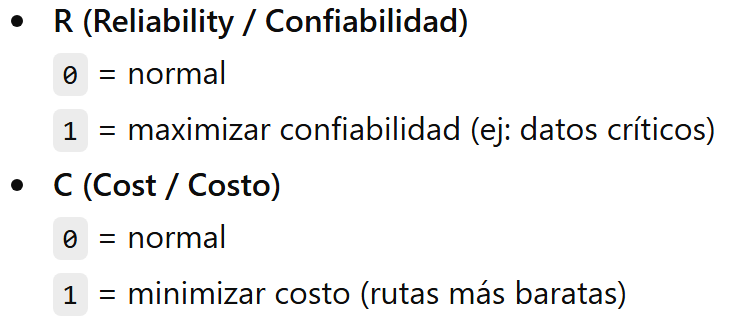 • R (Reliability / Confiabilidad)
0 = normal
1 = maximizar confiabilidad (ej: datos críticos)
• C (Cost / Costo)
0 = normal
1 = minimizar costo (rutas más baratas)